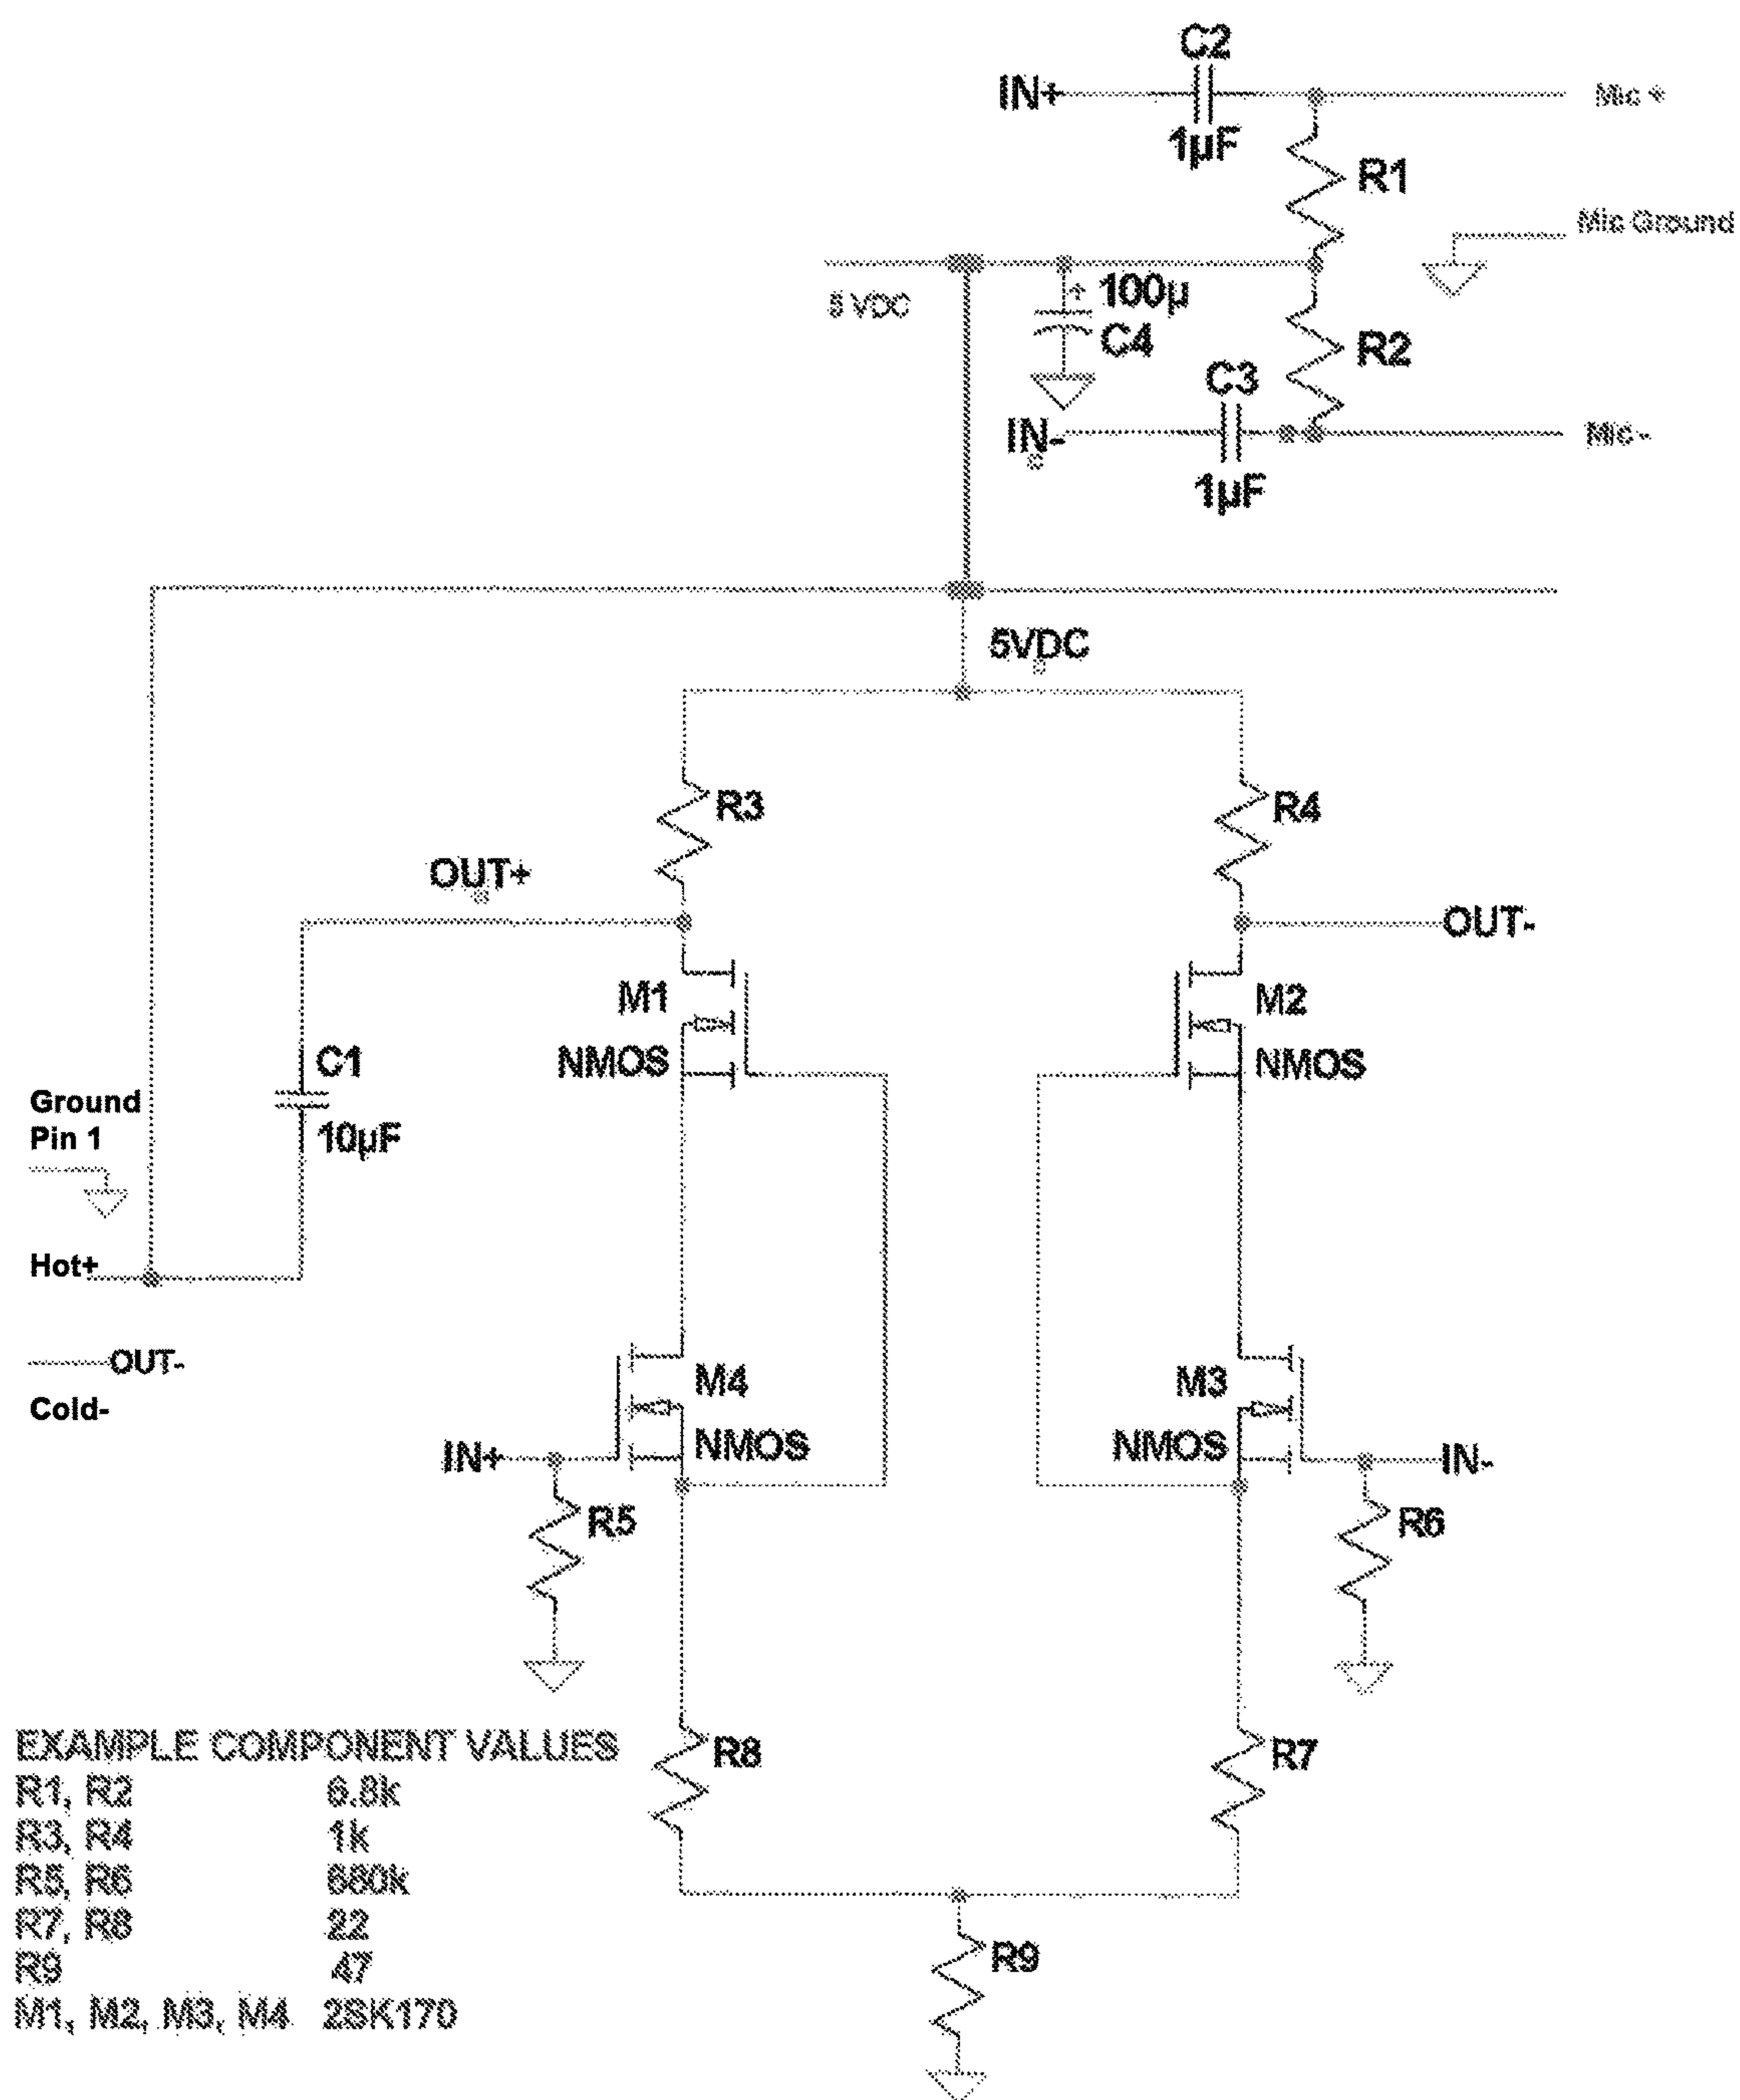 C2
IN+
Mic +
1µF
R1
Mic Ground
5 VDC
100µ
C4
R2
C3
IN-
Mic -
1µF
5VDC
R3
R4
OUT+
OUT-
M1
M2
NMOS
NMOS
C1
Ground
Pin 1
10µF
Hot+
OUT-
Cold-
M4
M3
NMOS
NMOS
IN+
IN-
R5
R6
R8
R7
EXAMPLE COMPONENT VALUES
R1, R2 6.8k
R3, R4 1k
R5, R6 680k
R7, R8 22
R9 47
M1, M2, M3, M4 2SK170
R9
+